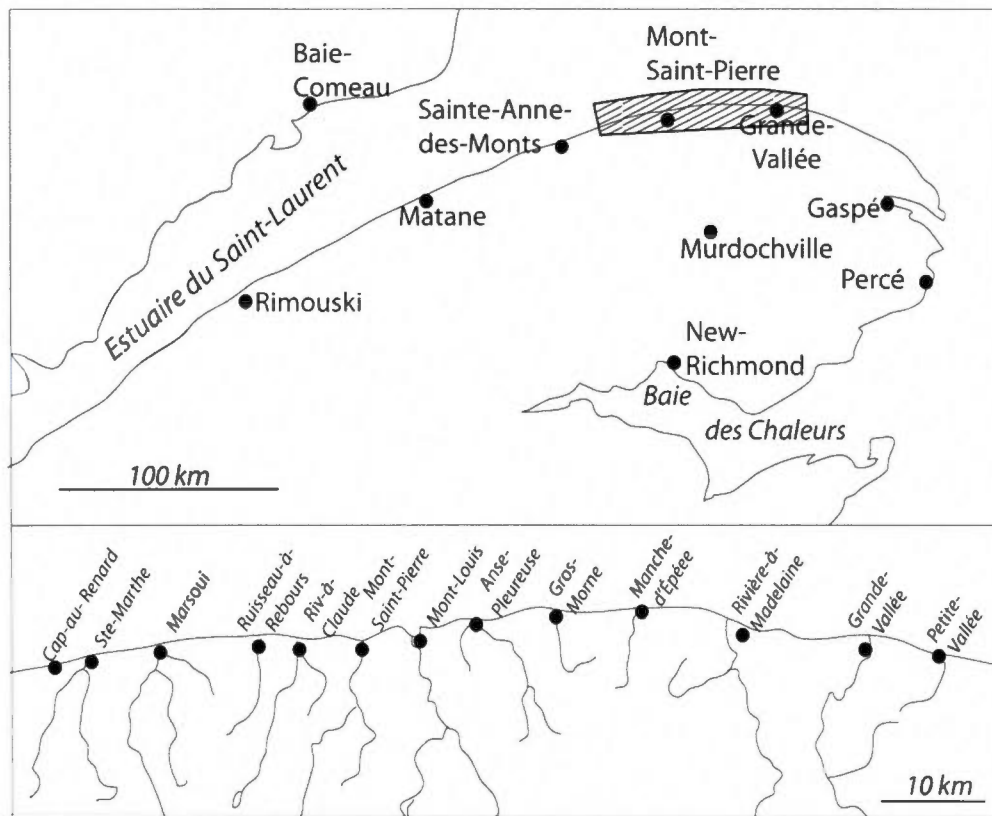 Baie-
Comeau
Mont-
Saint-Pierre
Sainte-Anne-
des-Monts
Grande-
Vallée
Estuaire du Saint-Laurent
Matane
Gaspé
Murdochville
Percé
Rimouski
New-
Richmond
Baie
des Chaleurs
100 km
Cap-au-Renard
Ste-Marthe
Marsoui
Ruisseau-à-
Rebours
Riv-à-
Claude
Mont-
Saint-Pierre
Mont-Louis
Anse-
Pleureuse
Gros-
Morne
Manche-
d'Épéee
Rivière-à-
Madelaine
Grande-
Vallée
Petite-
Vallée
10 km